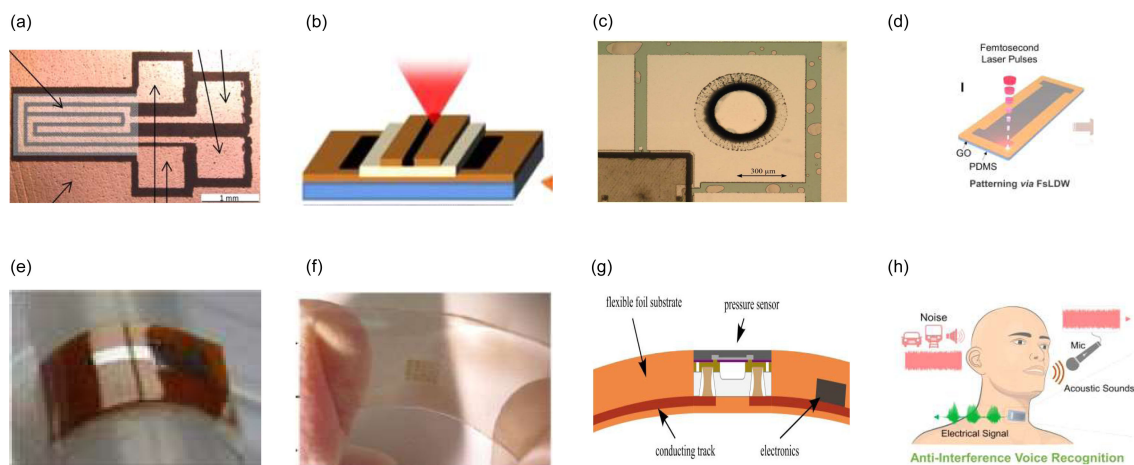 (a)
(b)
(c)
(d)
1 mm
300 µm
Femtosecond
Laser Pulses
I
GO
PDMS
Patterning via FsLDW
(e)
(f)
(g)
(h)
flexible foil substrate
pressure sensor
conducting track
electronics
Noise
Mic
Acoustic Sounds
Electrical Signal
Anti-Interference Voice Recognition